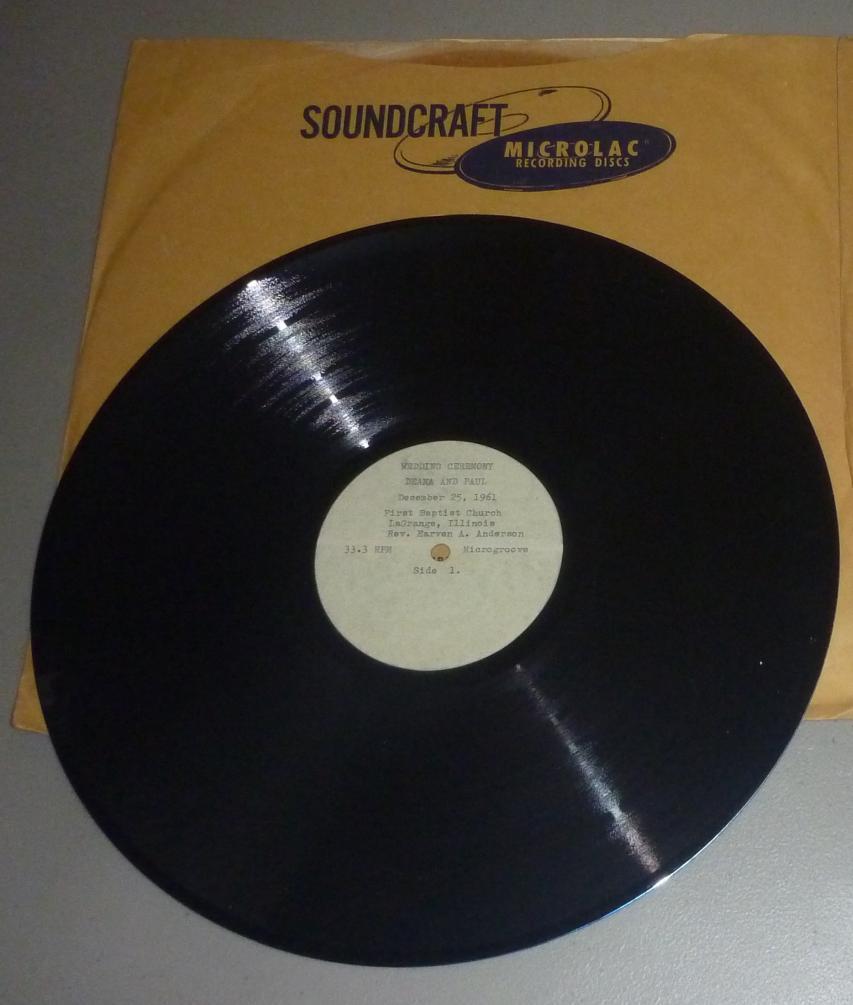 SOUNDCRAFT
MICROLAC
RECORDING DISCS
WEDDING CEREMONY
DEANA AND PAUL
December 25, 1961
First Baptist Church
LaGrange, Illinois
Rev. Harven A. Anderson
33.3 RPM Microgroove
Side 1.